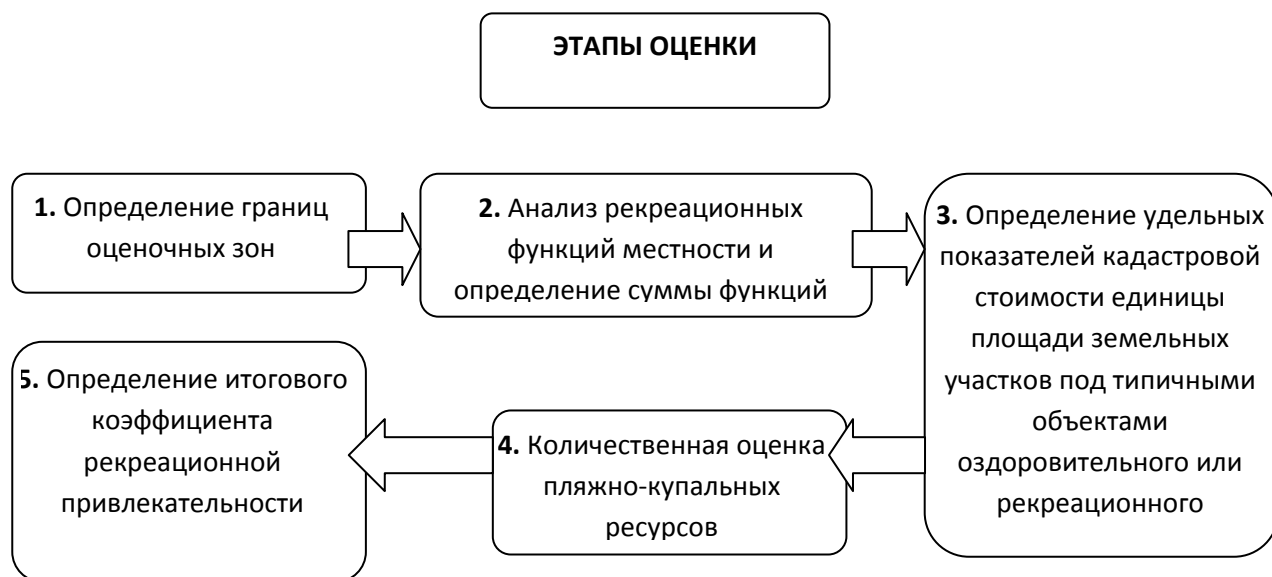 ЭТАПЫ ОЦЕНКИ
1. Определение границ
оценочных зон
2. Анализ рекреационных
функций местности и
определение суммы функций
3. Определение удельных
показателей кадастровой
стоимости единицы
площади земельных
участков под типичными
объектами
оздоровительного или
рекреационного
4. Количественная оценка
пляжно-купальных
ресурсов
5. Определение итогового
коэффициента
рекреационной
привлекательности